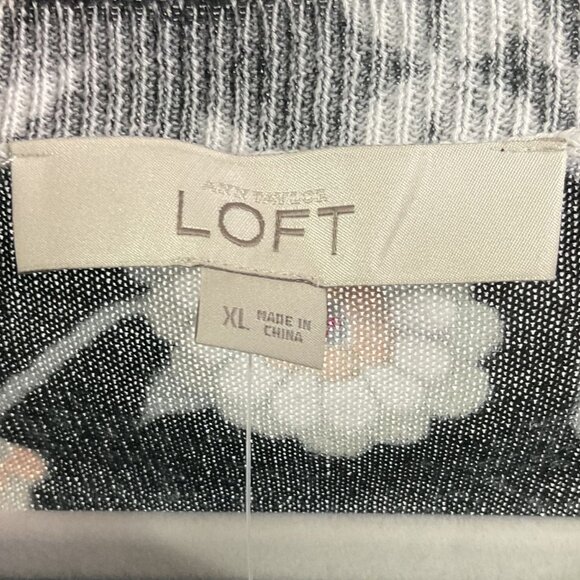 ANN TAYLOR
LOFT
XL
MADE IN
CHINA